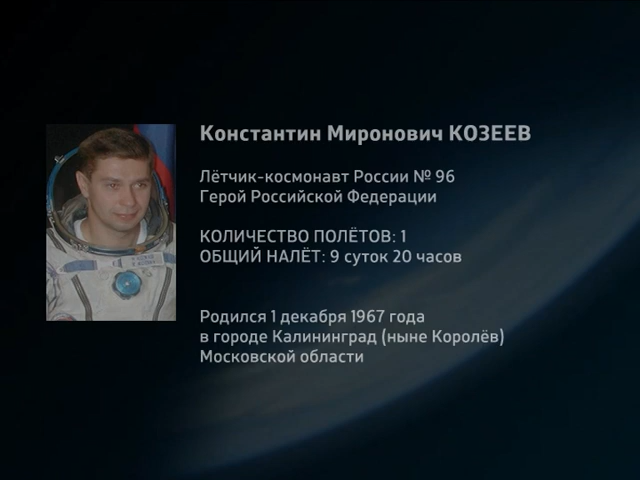 Константин Миронович КОЗЕЕВ
Лётчик-космонавт России № 96
Герой Российской Федерации
КОЛИЧЕСТВО ПОЛЁТОВ: 1
ОБЩИЙ НАЛЁТ: 9 суток 20 часов
Родился 1 декабря 1967 года
в городе Калининград (ныне Королёв)
Московской области